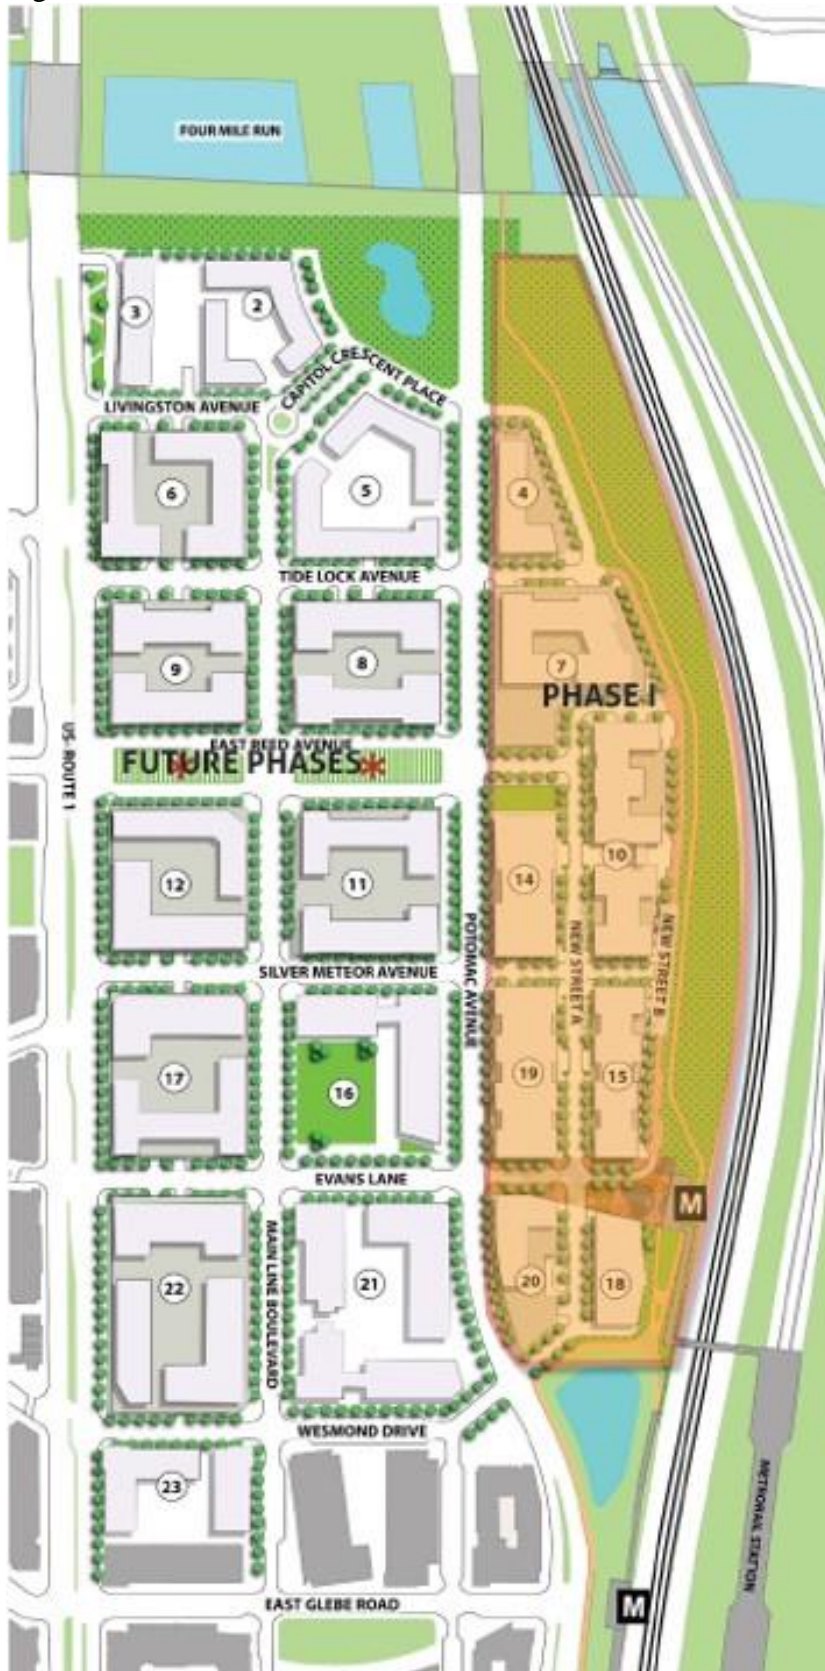 FOUR MILE RUN
3
2
CAPITOL CRESCENT PLACE
LIVINGSTON AVENUE
6
5
4
TIDE LOCK AVENUE
9
8
7
PHASE I
EAST REED AVENUE
FUTURE PHASES
US- ROUTE 1
12
11
14
10
POTOMAC AVENUE
NEW STREET A
NEW STREET B
SILVER METEOR AVENUE
17
16
19
15
EVANS LANE
M
22
MAIN LINE BOULEVARD
21
20
18
WESMOND DRIVE
23
METRORAIL STATION
EAST GLEBE ROAD
M